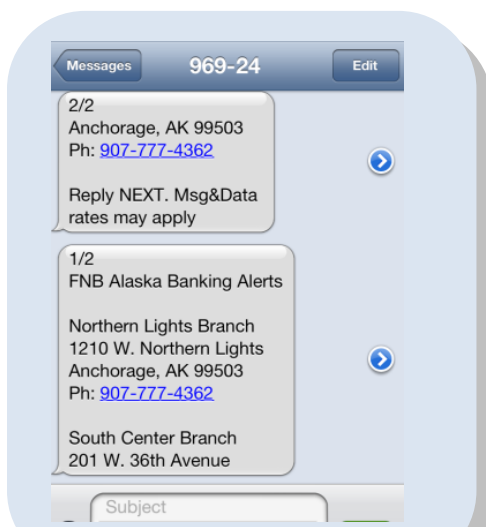 Messages
969-24
Edit
2/2
Anchorage, AK 99503
Ph: 907-777-4362
Reply NEXT. Msg&Data
rates may apply
1/2
FNB Alaska Banking Alerts
Northern Lights Branch
1210 W. Northern Lights
Anchorage, AK 99503
Ph: 907-777-4362
South Center Branch
201 W. 36th Avenue
Subject